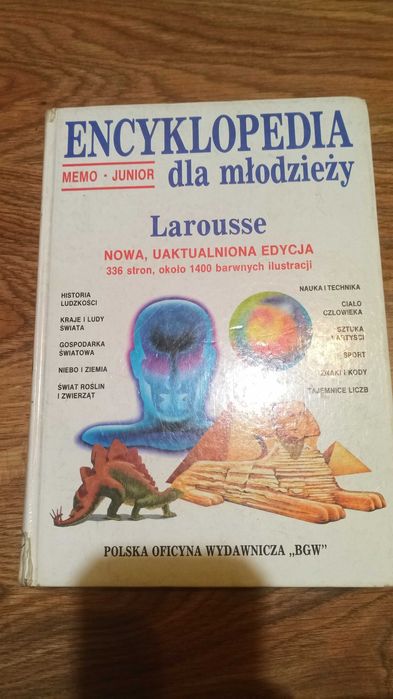 ENCYKLOPEDIA
MEMO · JUNIOR
dla młodzieży
Larousse
NOWA, UAKTUALNIONA EDYCJA
336 stron, około 1400 barwnych ilustracji
HISTORIA
LUDZKOŚCI
KRAJE I LUDY
ŚWIATA
GOSPODARKA
ŚWIATOWA
NIEBO I ZIEMIA
ŚWIAT ROŚLIN
I ZWIERZĄT
NAUKA I TECHNIKA
CIAŁO
CZŁOWIEKA
SZTUKA
I ARTYŚCI
SPORT
ZNAKI I KODY
TAJEMNICE LICZB
POLSKA OFICYNA WYDAWNICZA „BGW"